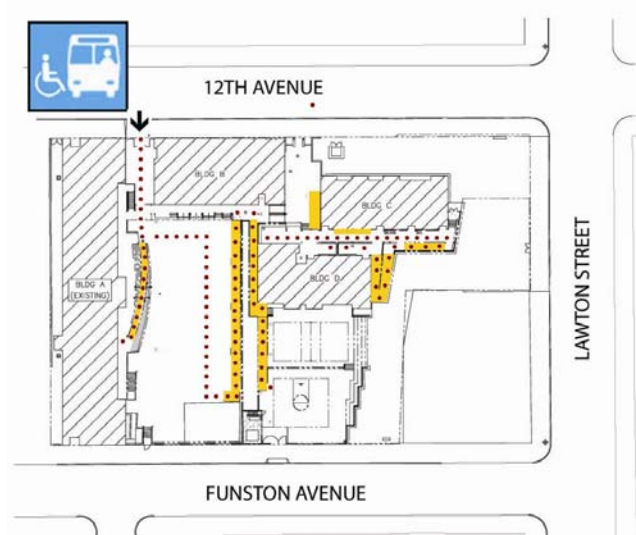 12TH AVENUE
BLDG B
BLDG C
LAWTON STREET
BLDG D
BLDG A
(EXISTING)
FUNSTON AVENUE